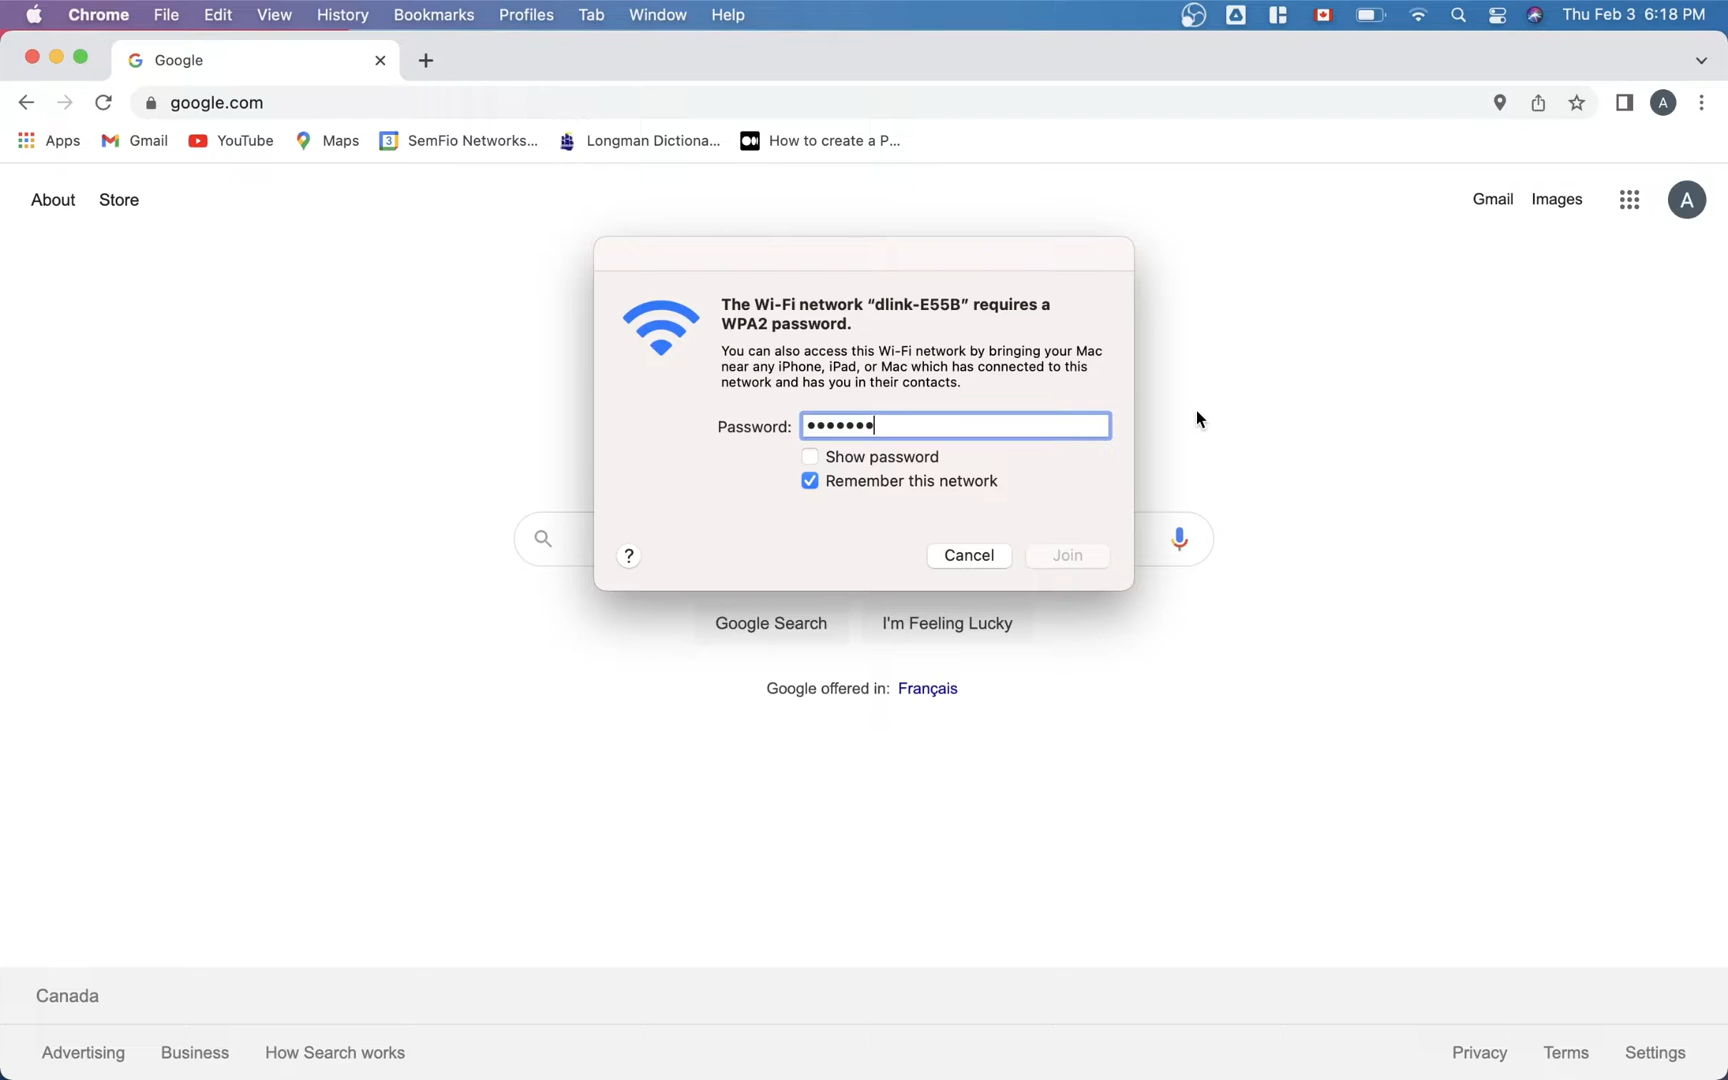 Chrome File Edit View History Bookmarks Profiles Tab Window Help Thu Feb 3 6:18 PM
Google
google.com A
Apps Gmail YouTube Maps 3 SemFio Networks... Longman Dictiona... How to create a P...
About Store Gmail Images A
The Wi-Fi network “dlink-E55B” requires a
WPA2 password.
You can also access this Wi-Fi network by bringing your Mac
near any iPhone, iPad, or Mac which has connected to this
network and has you in their contacts.
Password: •••••••
Show password
Remember this network
? Cancel Join
Google Search I'm Feeling Lucky
Google offered in: Français
Canada
Advertising Business How Search works Privacy Terms Settings